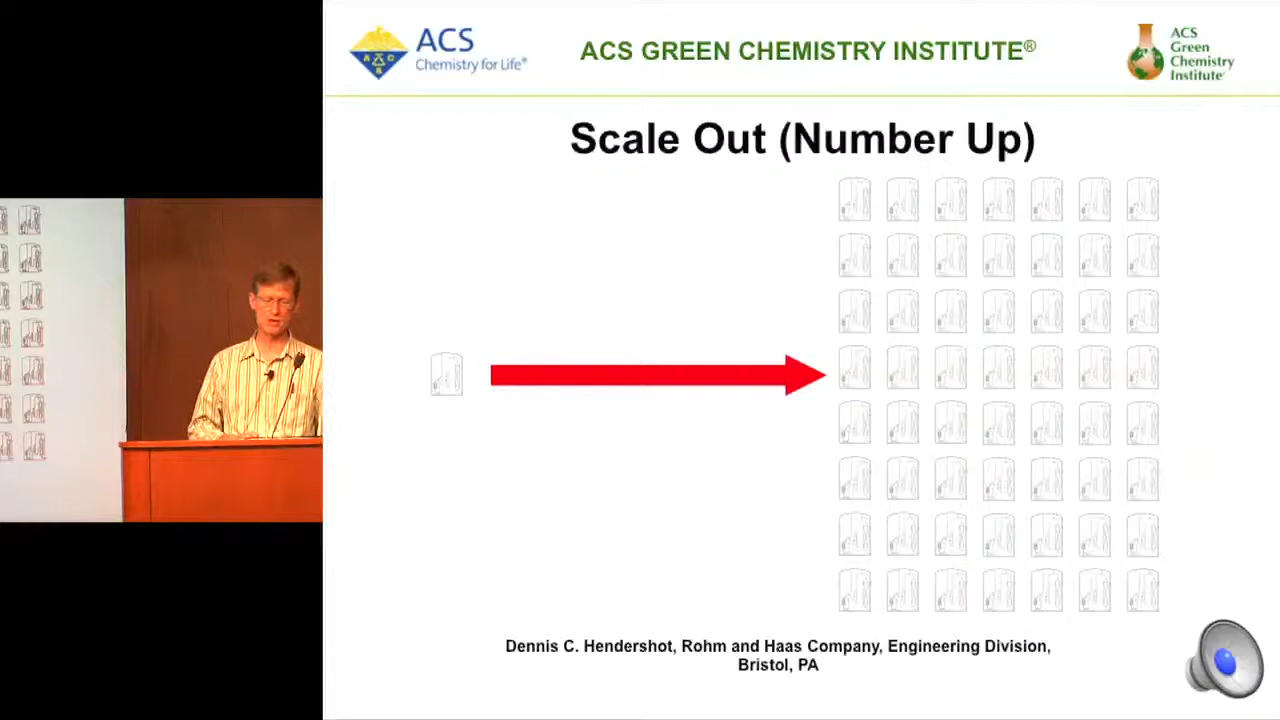 ACS
Chemistry for Life®
ACS GREEN CHEMISTRY INSTITUTE®
ACS
Green
Chemistry
Institute®
Scale Out (Number Up)
Dennis C. Hendershot, Rohm and Haas Company, Engineering Division,
Bristol, PA